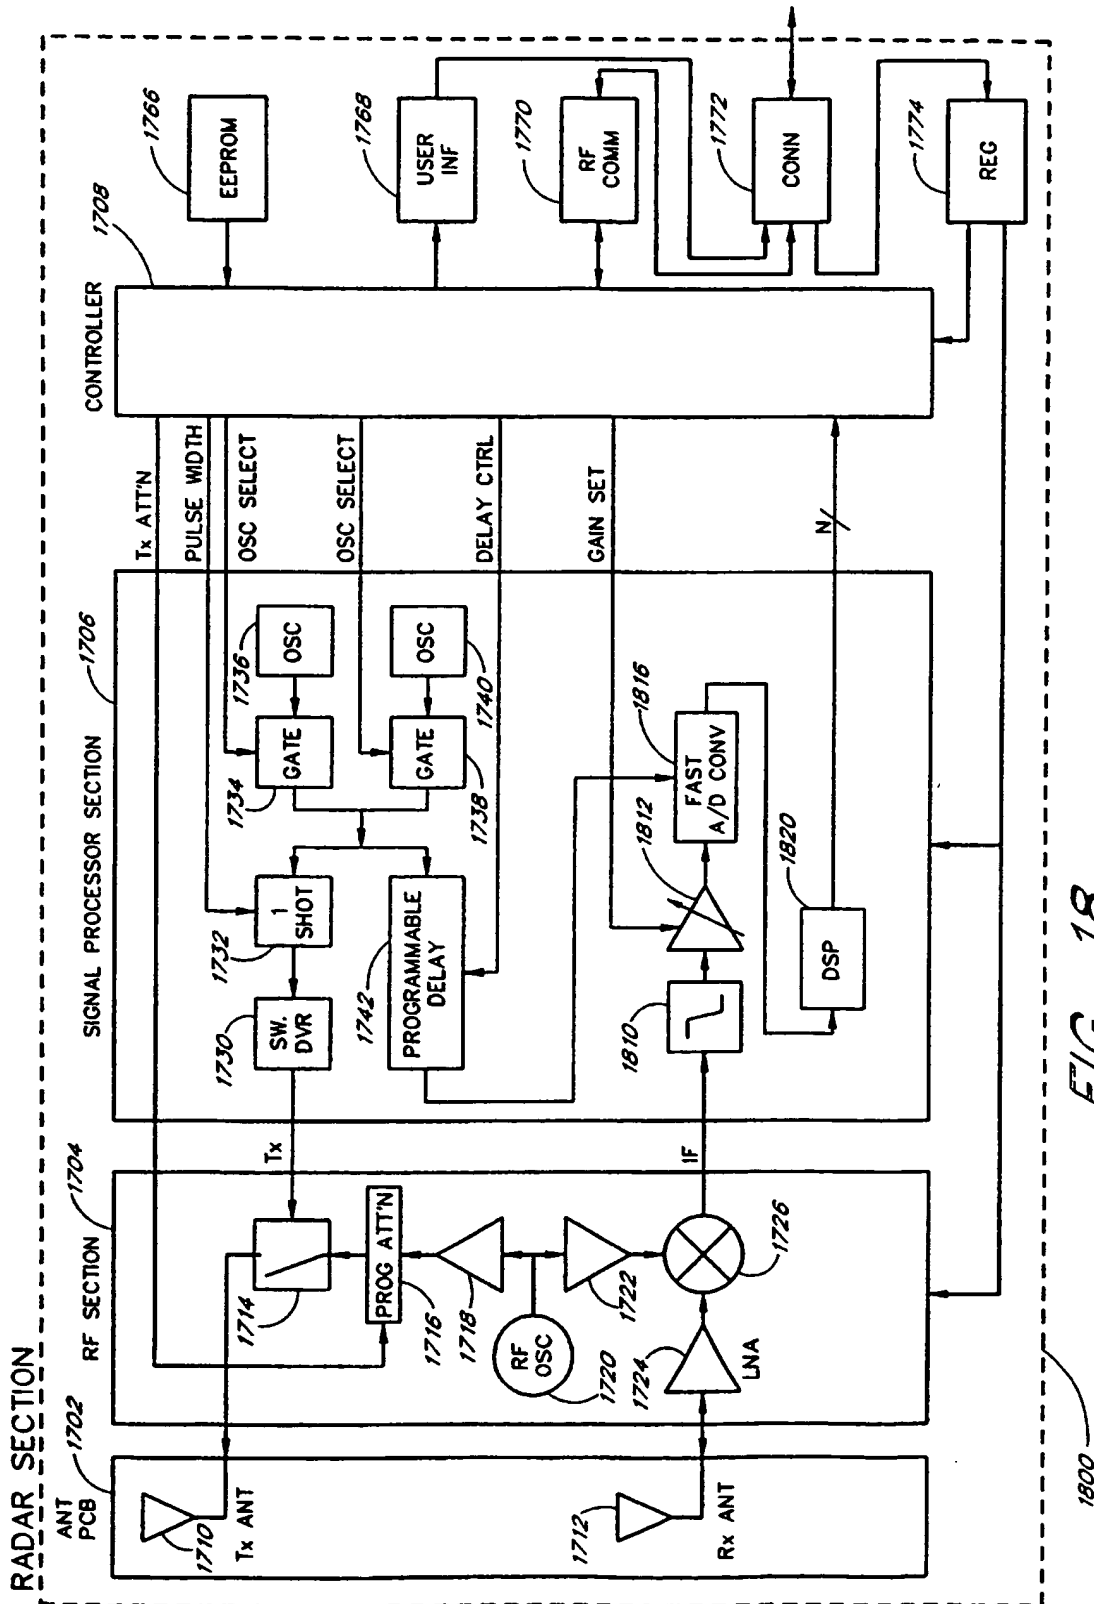 RADAR SECTION
ANT
PCB
1702
RF SECTION
1704
SIGNAL PROCESSOR SECTION
1706
CONTROLLER
1708
1710
Tx ANT
1712
Rx ANT
1714
PROG ATT'N
1716
1718
RF
OSC
1720
1722
1724
LNA
1726
Tx
IF
SW.
DVR
1730
1
SHOT
1732
GATE
1734
OSC
1736
GATE
1738
OSC
1740
PROGRAMMABLE
DELAY
1742
1810
1812
FAST
A/D CONV
1816
DSP
1820
Tx ATT'N
PULSE WIDTH
OSC SELECT
OSC SELECT
DELAY CTRL
GAIN SET
N
EEPROM
1766
USER
INF
1768
RF
COMM
1770
CONN
1772
REG
1774
1800
FIG. 18